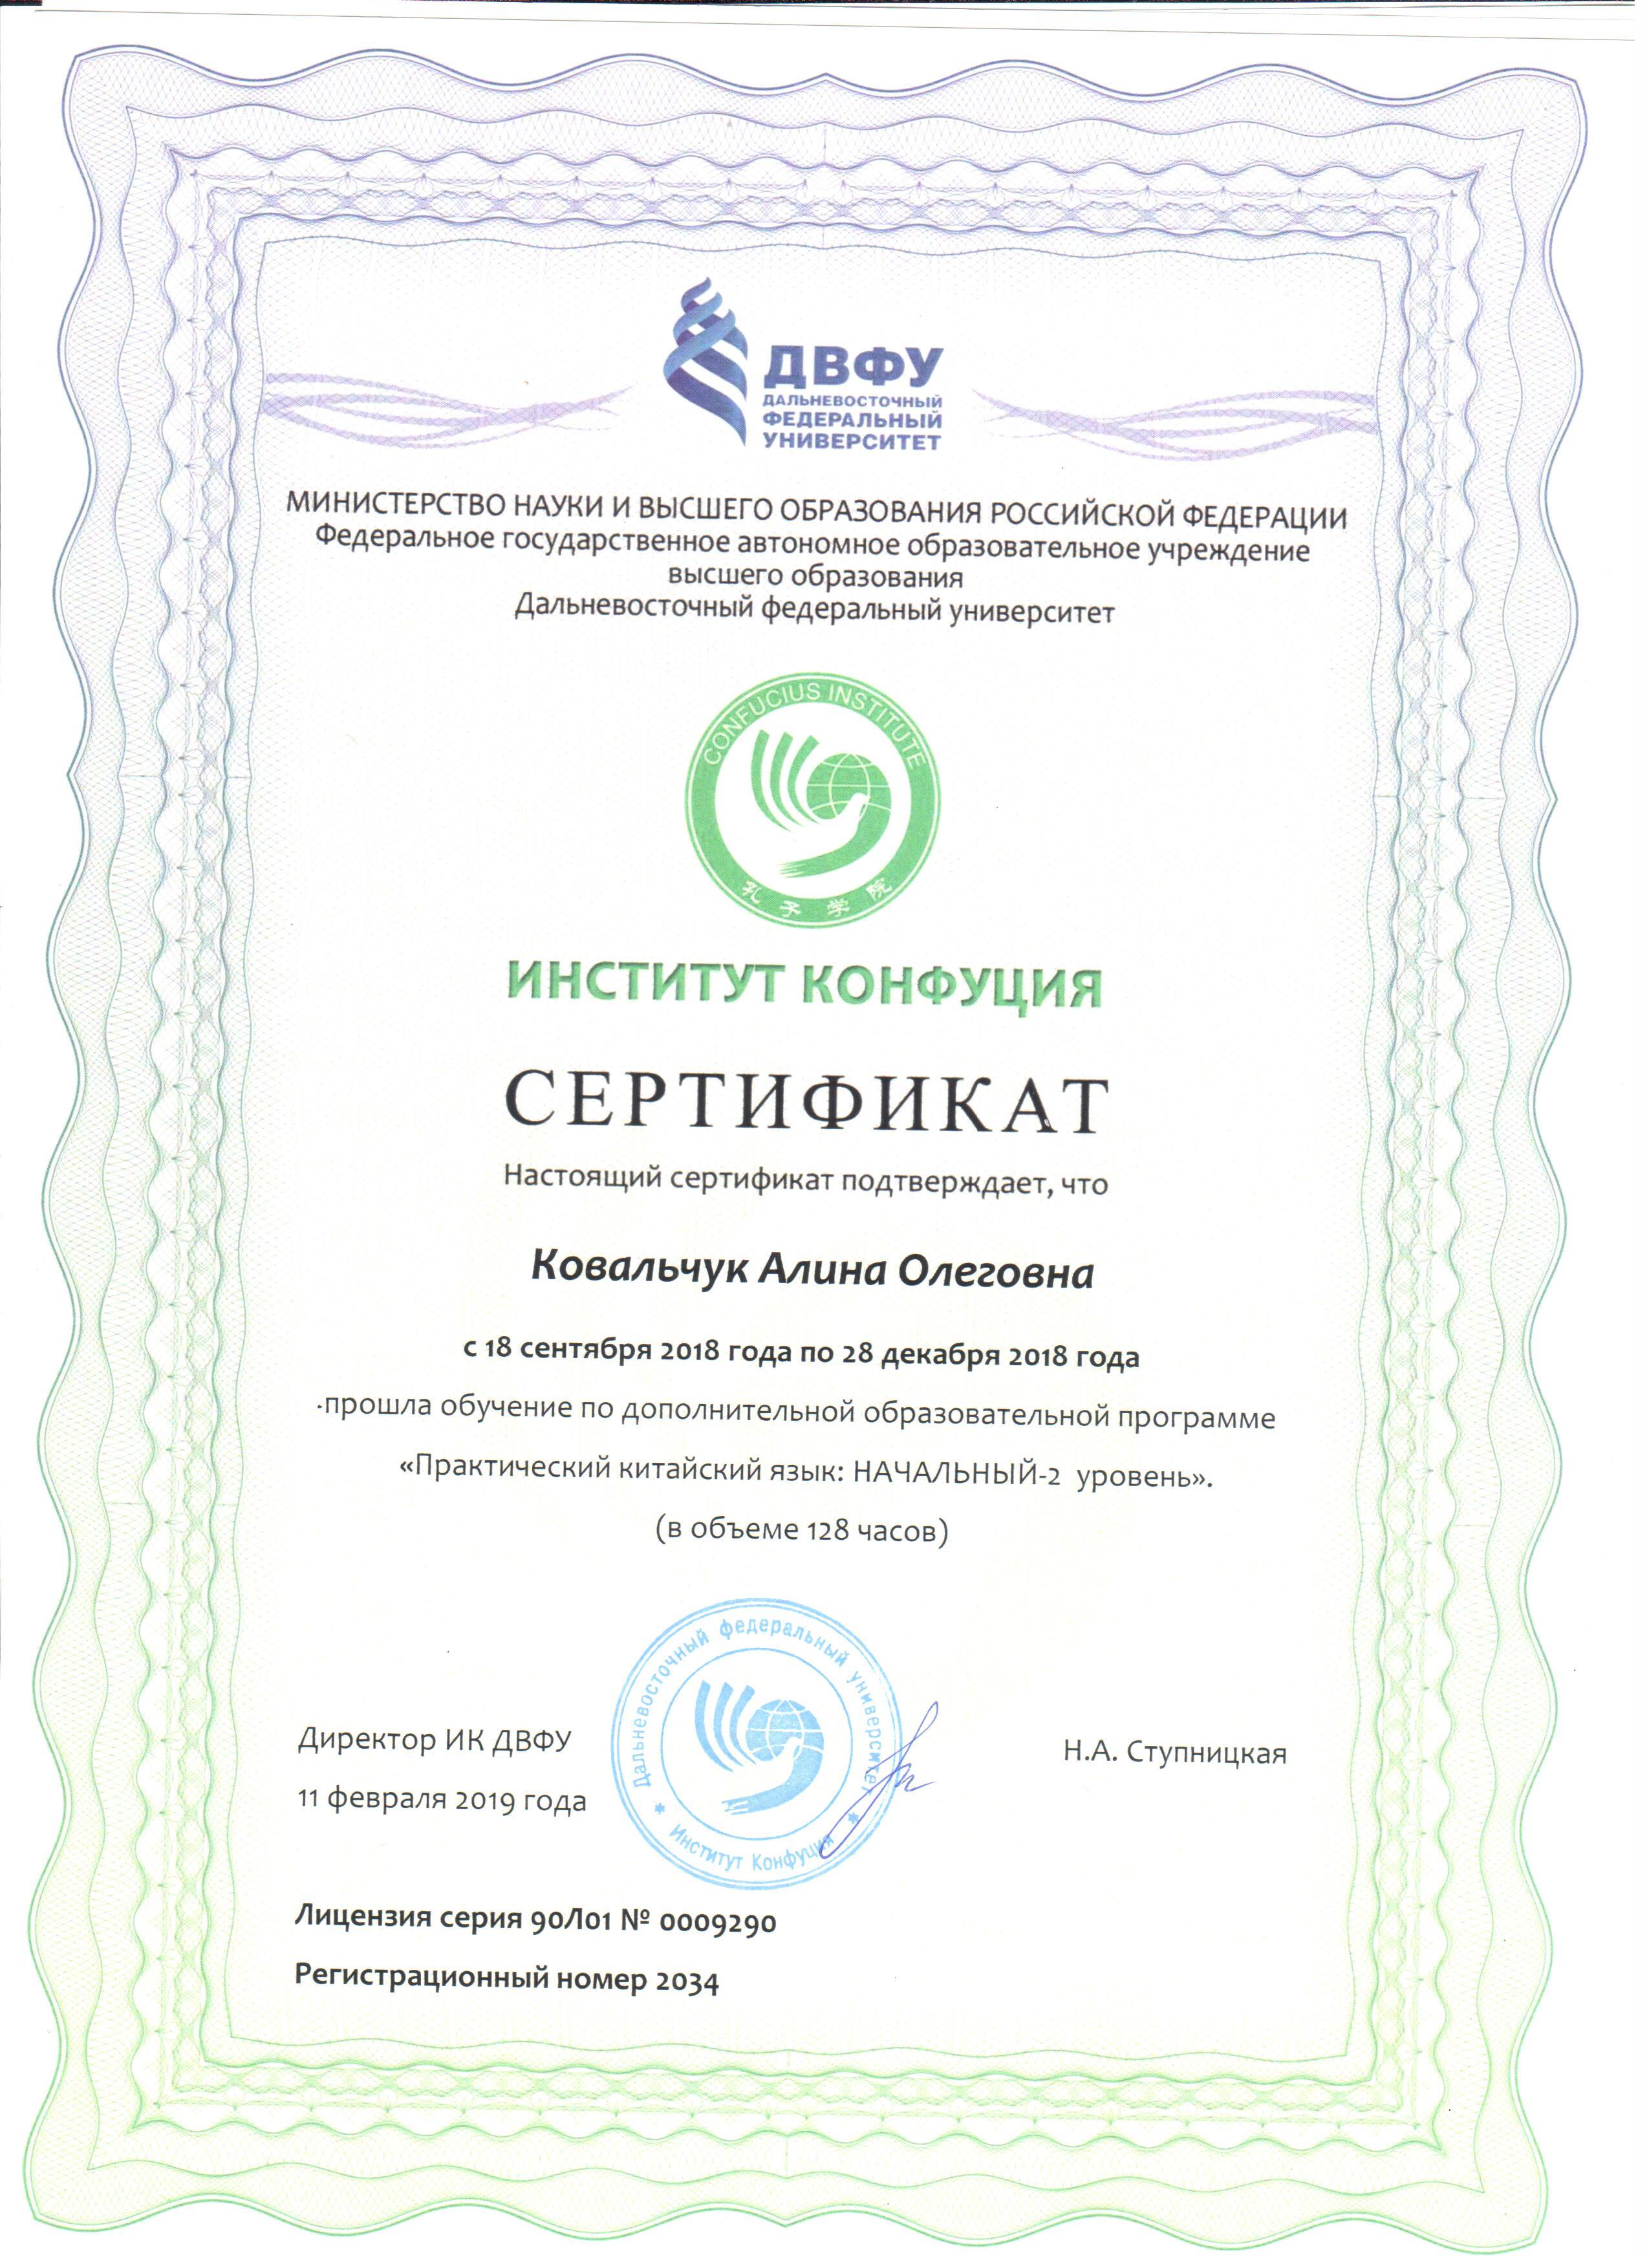 ДВФУ
ДАЛЬНЕВОСТОЧНЫЙ
ФЕДЕРАЛЬНЫЙ
УНИВЕРСИТЕТ
МИНИСТЕРСТВО НАУКИ И ВЫСШЕГО ОБРАЗОВАНИЯ РОССИЙСКОЙ ФЕДЕРАЦИИ
Федеральное государственное автономное образовательное учреждение
высшего образования
Дальневосточный федеральный университет
CONFUCIUS INSTITUTE
孔子学院
ИНСТИТУТ КОНФУЦИЯ
СЕРТИФИКАТ
Настоящий сертификат подтверждает, что
Ковальчук Алина Олеговна
с 18 сентября 2018 года по 28 декабря 2018 года
прошла обучение по дополнительной образовательной программе
«Практический китайский язык: НАЧАЛЬНЫЙ-2 уровень».
(в объеме 128 часов)
Дальневосточный федеральный университет
* Институт Конфуция *
Директор ИК ДВФУ
Н.А. Ступницкая
11 февраля 2019 года
Лицензия серия 90Л01 № 0009290
Регистрационный номер 2034